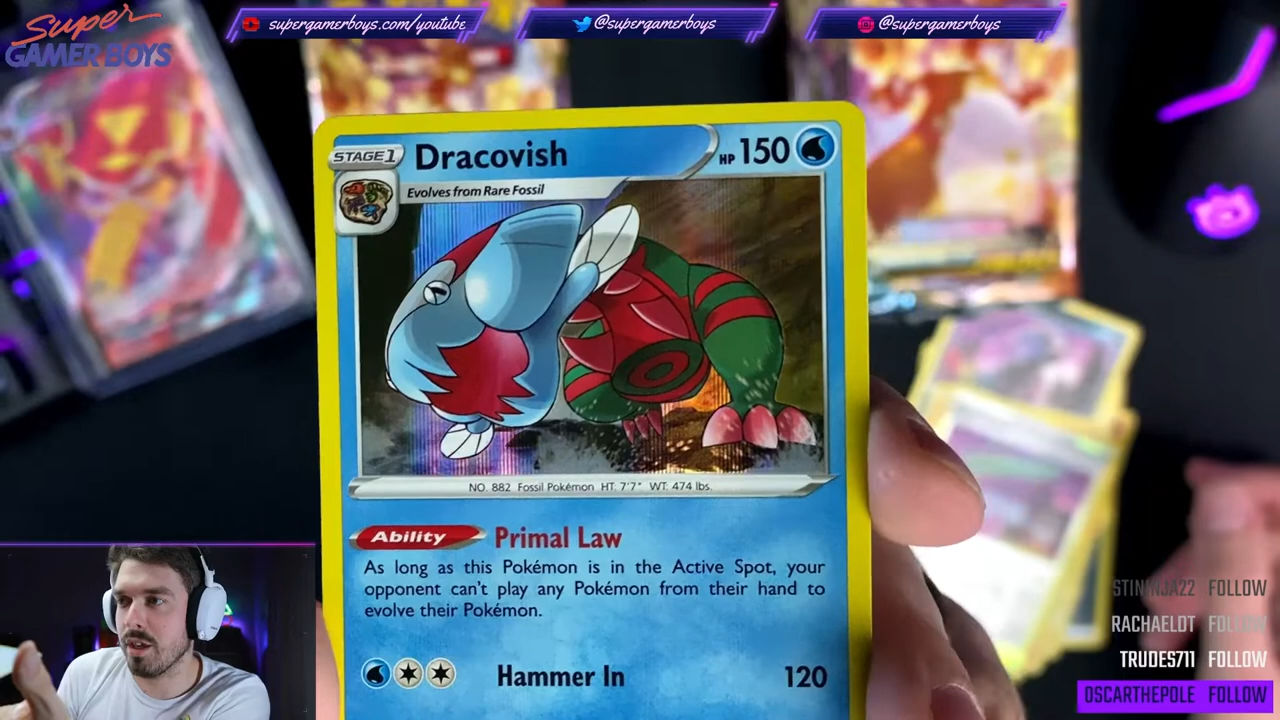 Super
GAMER BOYS
supergamerboys.com/youtube
@supergamerboys
@supergamerboys
STAGE1
Dracovish
HP 150
Evolves from Rare Fossil
NO. 882 Fossil Pokémon HT: 7'7" WT: 474 lbs.
Ability Primal Law
As long as this Pokémon is in the Active Spot, your
opponent can't play any Pokémon from their hand to
evolve their Pokémon.
Hammer In 120
FOLLOW
RACHAELOT FOLLOW
TRUDES711 FOLLOW
OSCARTHEPOLE FOLLOW